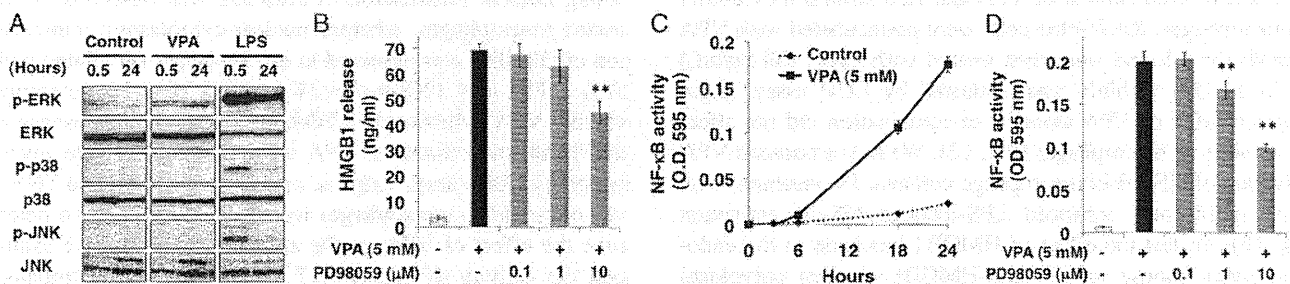 A
Control VPA LPS
(Hours) 0.5 24 0.5 24 0.5 24
p-ERK
ERK
p-p38
p38
p-JNK
JNK
B
HMGB1 release
(ng/ml)
70
60
50
40
30
20
10
0
**
VPA (5 mM) - + + + +
PD98059 (μM) - - 0.1 1 10
C
NF-κB activity
(O.D. 595 nm)
0.2
0.15
0.1
0.05
0
Control
VPA (5 mM)
0 6 12 18 24
Hours
D
NF-κB activity
(OD 595 nm)
0.2
0.15
0.1
0.05
0
**
**
VPA (5 mM) - + + + +
PD98059 (μM) - - 0.1 1 10